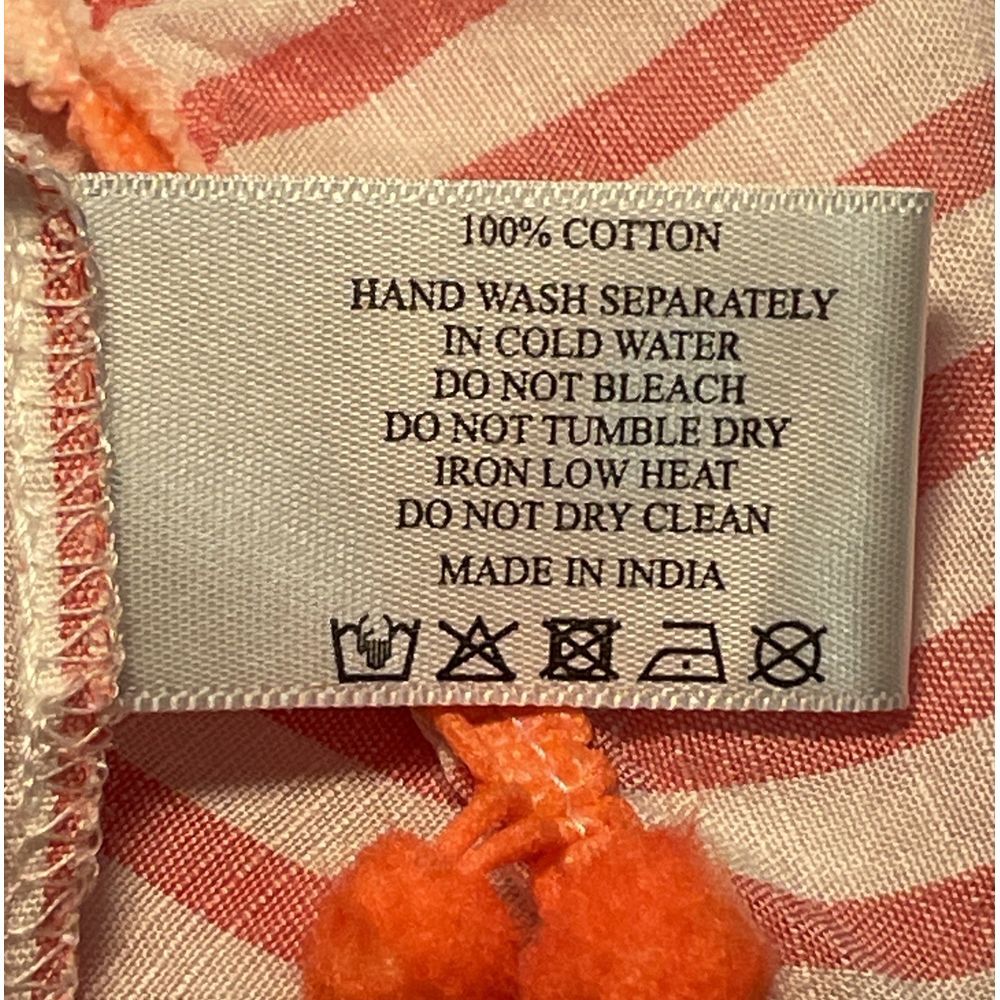 100% COTTON
HAND WASH SEPARATELY
IN COLD WATER
DO NOT BLEACH
DO NOT TUMBLE DRY
IRON LOW HEAT
DO NOT DRY CLEAN
MADE IN INDIA